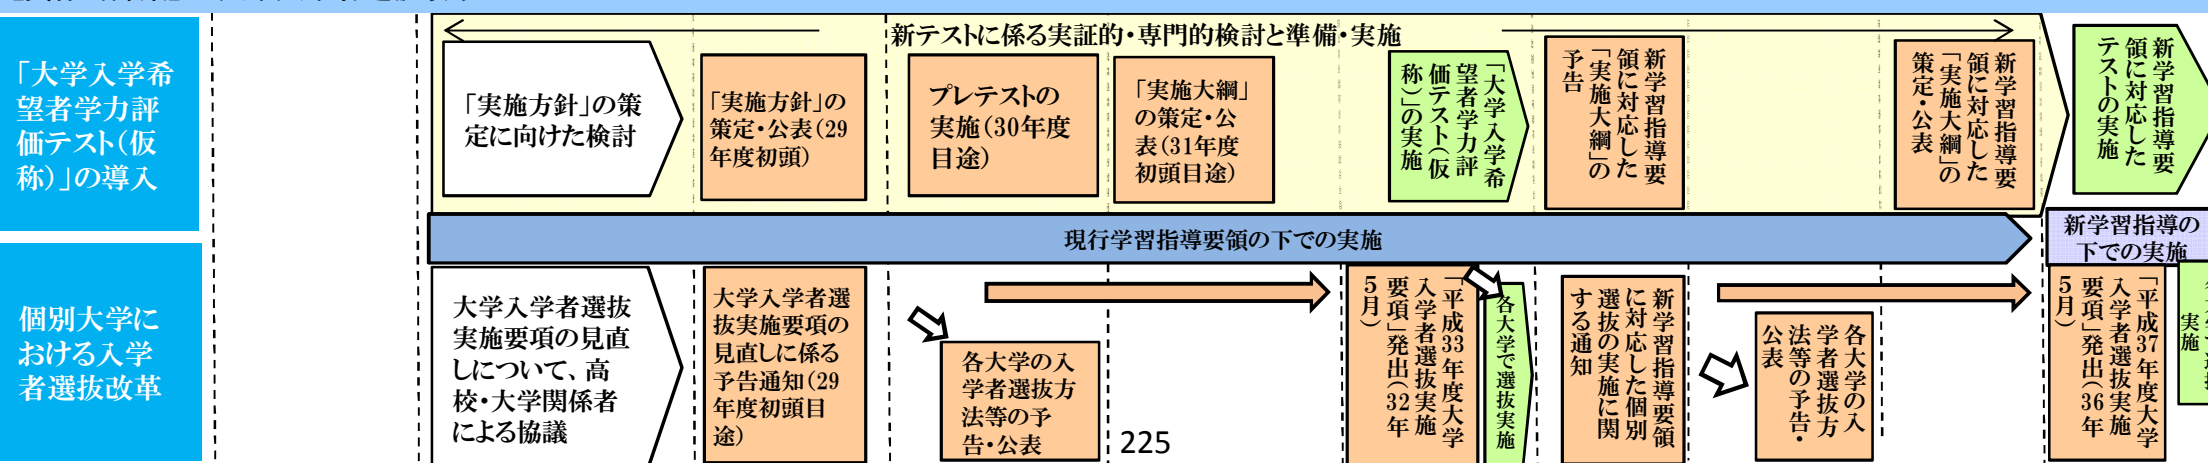 「大学入学希
望者学力評
価テスト(仮
称)」の導入
新テストに係る実証的・専門的検討と準備・実施
「実施方針」の策
定に向けた検討
「実施方針」の
策定・公表(29
年度初頭)
プレテストの
実施(30年度
目途)
「実施大綱」
の策定・公
表(31年度
初頭目途)
「大学入学希
望者学力評
価テスト(仮
称)」の実施
新学習指導要
領に対応した
「実施大綱」の
予告
新学習指導要
領に対応した
「実施大綱」の
策定・公表
新学習指導要
領に対応した
テストの実施
現行学習指導要領の下での実施
新学習指導の
下での実施
個別大学に
おける入学
者選抜改革
大学入学者選抜
実施要項の見直
しについて、高
校・大学関係者
による協議
大学入学者選
抜実施要項の
見直しに係る
予告通知(29
年度初頭目
途)
各大学の入
学者選抜方
法等の予
告・公表
「平成33年度大学
入学者選抜実施
要項」発出(32年
5月)
各大学で選抜実施
新学習指導要領
に対応した個別
選抜の実施に関
する通知
各大学の入
学者選抜方
法等の予告・
公表
「平成37年度大学
入学者選抜実施
要項」発出(36年
5月)
実施
225